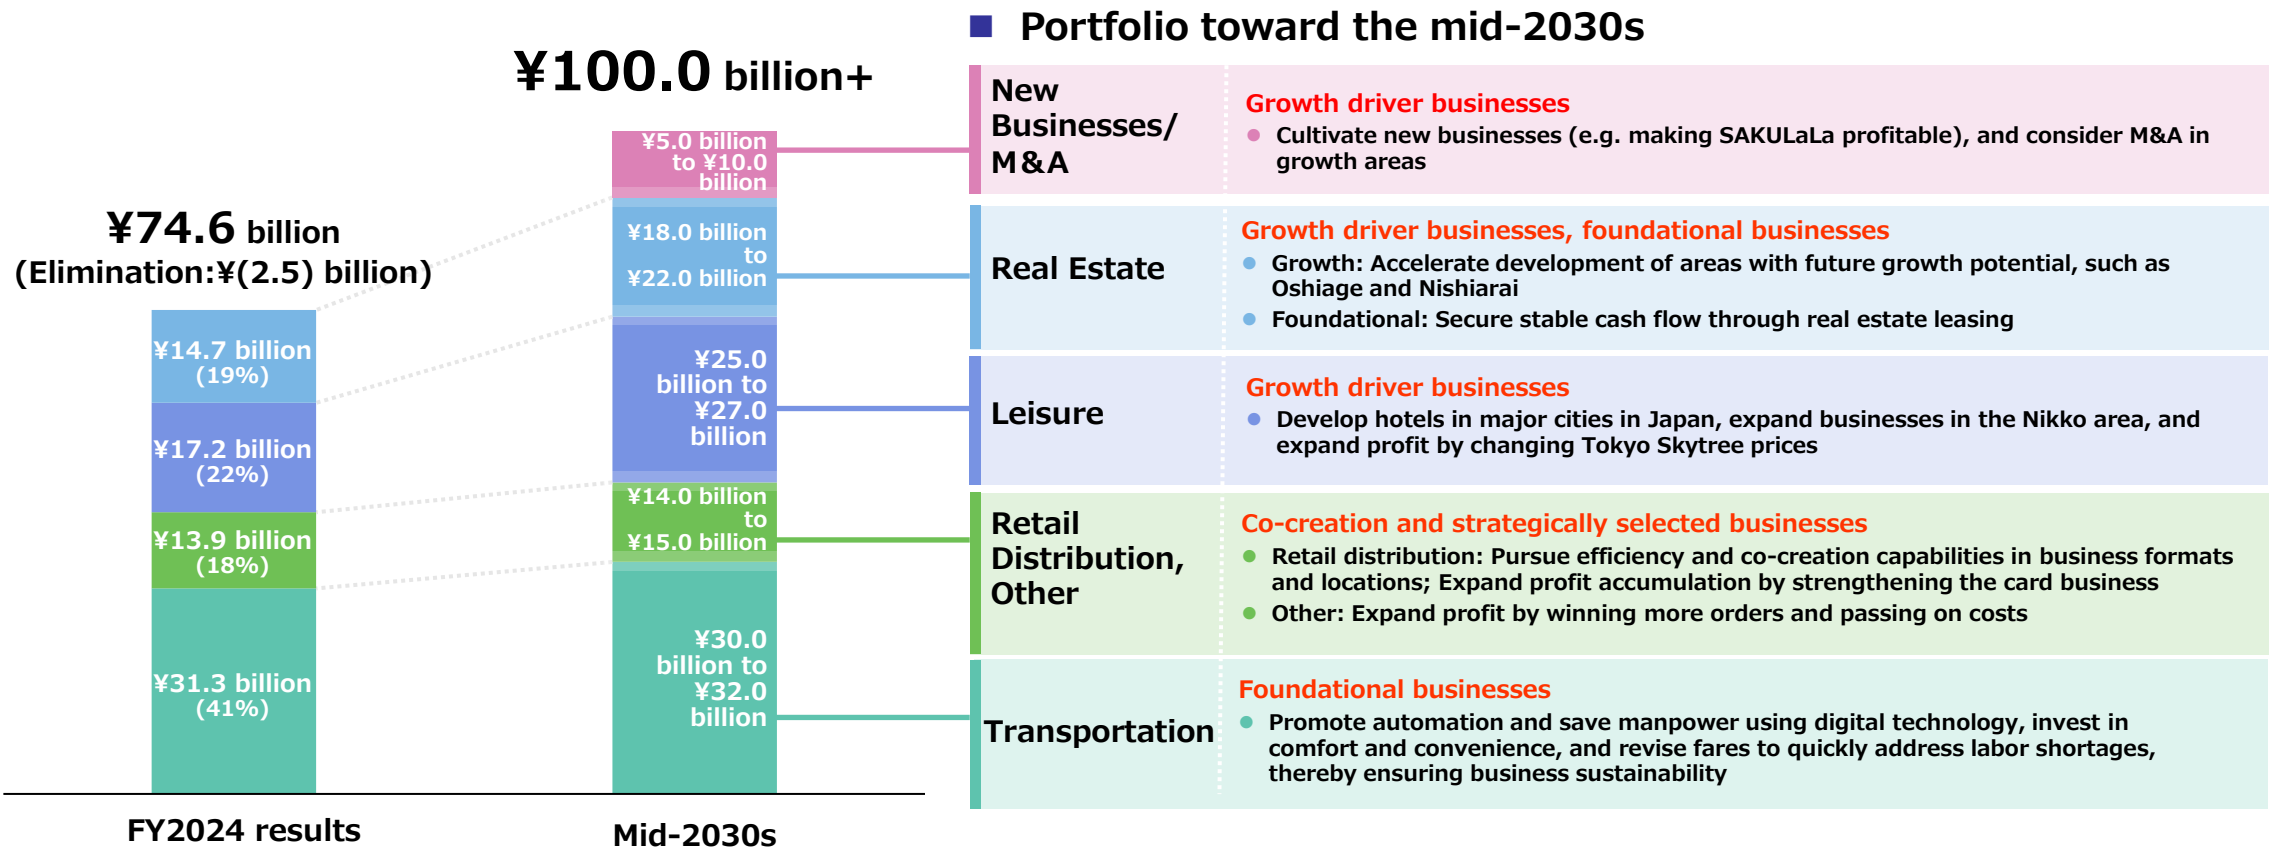 ¥74.6 billion
(Elimination:¥(2.5) billion)
¥14.7 billion
(19%)
¥17.2 billion
(22%)
¥13.9 billion
(18%)
¥31.3 billion
(41%)
FY2024 results
¥100.0 billion+
¥5.0 billion
to ¥10.0
billion
¥18.0 billion
to
¥22.0 billion
¥25.0
billion to
¥27.0
billion
¥14.0 billion
to
¥15.0 billion
¥30.0
billion to
¥32.0
billion
Mid-2030s
■ Portfolio toward the mid-2030s
New
Businesses/
M&A
Growth driver businesses
● Cultivate new businesses (e.g. making SAKULaLa profitable), and consider M&A in
growth areas
Real Estate
Growth driver businesses, foundational businesses
● Growth: Accelerate development of areas with future growth potential, such as
Oshiage and Nishiarai
● Foundational: Secure stable cash flow through real estate leasing
Leisure
Growth driver businesses
● Develop hotels in major cities in Japan, expand businesses in the Nikko area, and
expand profit by changing Tokyo Skytree prices
Retail
Distribution,
Other
Co-creation and strategically selected businesses
● Retail distribution: Pursue efficiency and co-creation capabilities in business formats
and locations; Expand profit accumulation by strengthening the card business
● Other: Expand profit by winning more orders and passing on costs
Transportation
Foundational businesses
● Promote automation and save manpower using digital technology, invest in
comfort and convenience, and revise fares to quickly address labor shortages,
thereby ensuring business sustainability